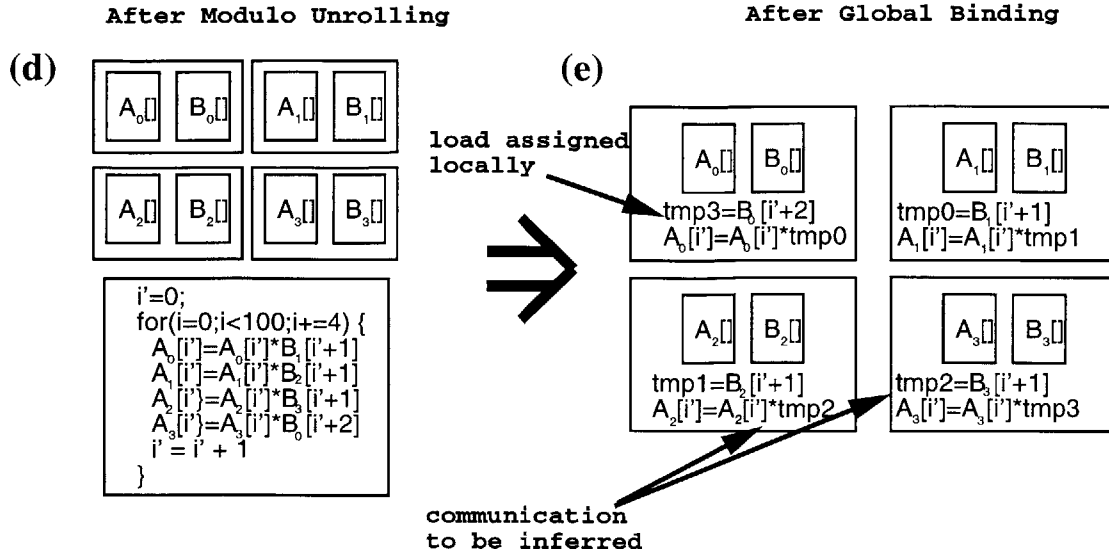 After Modulo Unrolling
After Global Binding
(d)
A₀[] B₀[] A₁[] B₁[]
A₂[] B₂[] A₃[] B₃[]
i'=0;
for(i=0;i<100;i+=4) {
A₀[i']=A₀[i']*B₁[i'+1]
A₁[i']=A₁[i']*B₂[i'+1]
A₂[i'}=A₂[i']*B₃[i'+1]
A₃[i'}=A₃[i']*B₀[i'+2]
i' = i' + 1
}
(e)
load assigned
locally
A₀[] B₀[]
tmp3=B₀[i'+2]
A₀[i']=A₀[i']*tmp0
A₁[] B₁[]
tmp0=B₁[i'+1]
A₁[i']=A₁[i']*tmp1
A₂[] B₂[]
tmp1=B₂[i'+1]
A₂[i']=A₂[i']*tmp2
A₃[] B₃[]
tmp2=B₃[i'+1]
A₃[i']=A₃[i']*tmp3
communication
to be inferred